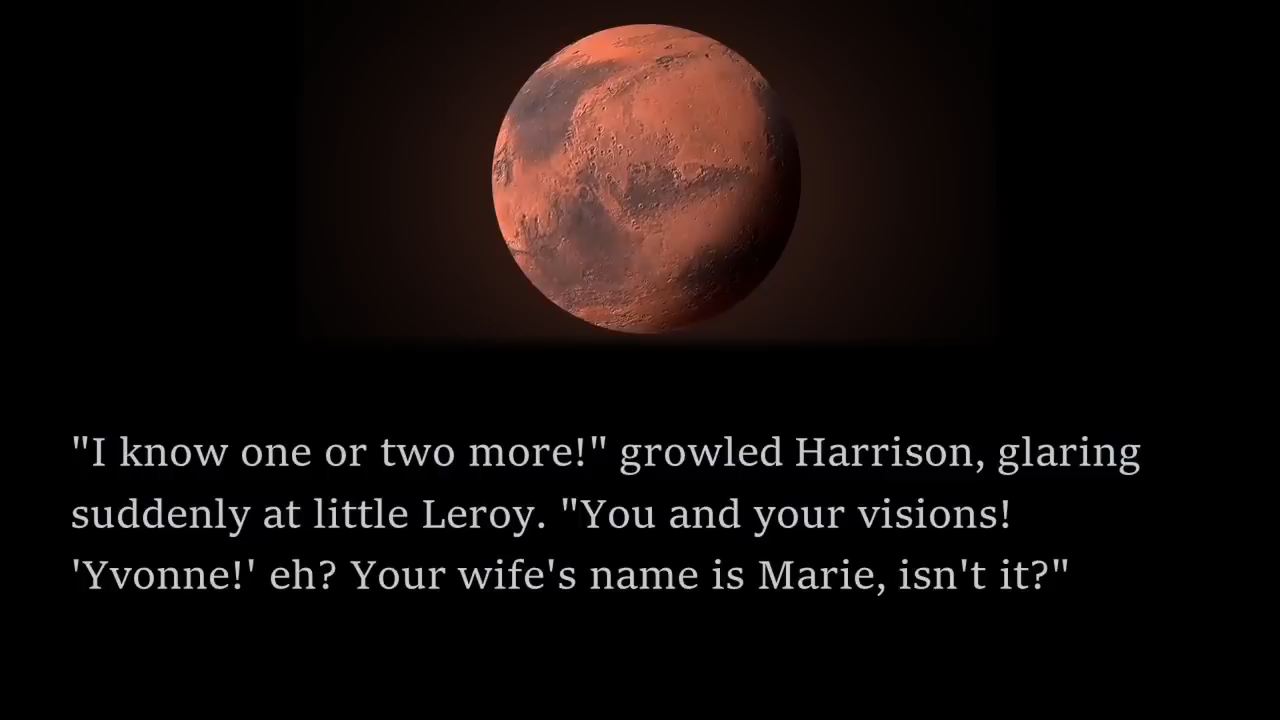 "I know one or two more!" growled Harrison, glaring
suddenly at little Leroy. "You and your visions!
'Yvonne!' eh? Your wife's name is Marie, isn't it?"